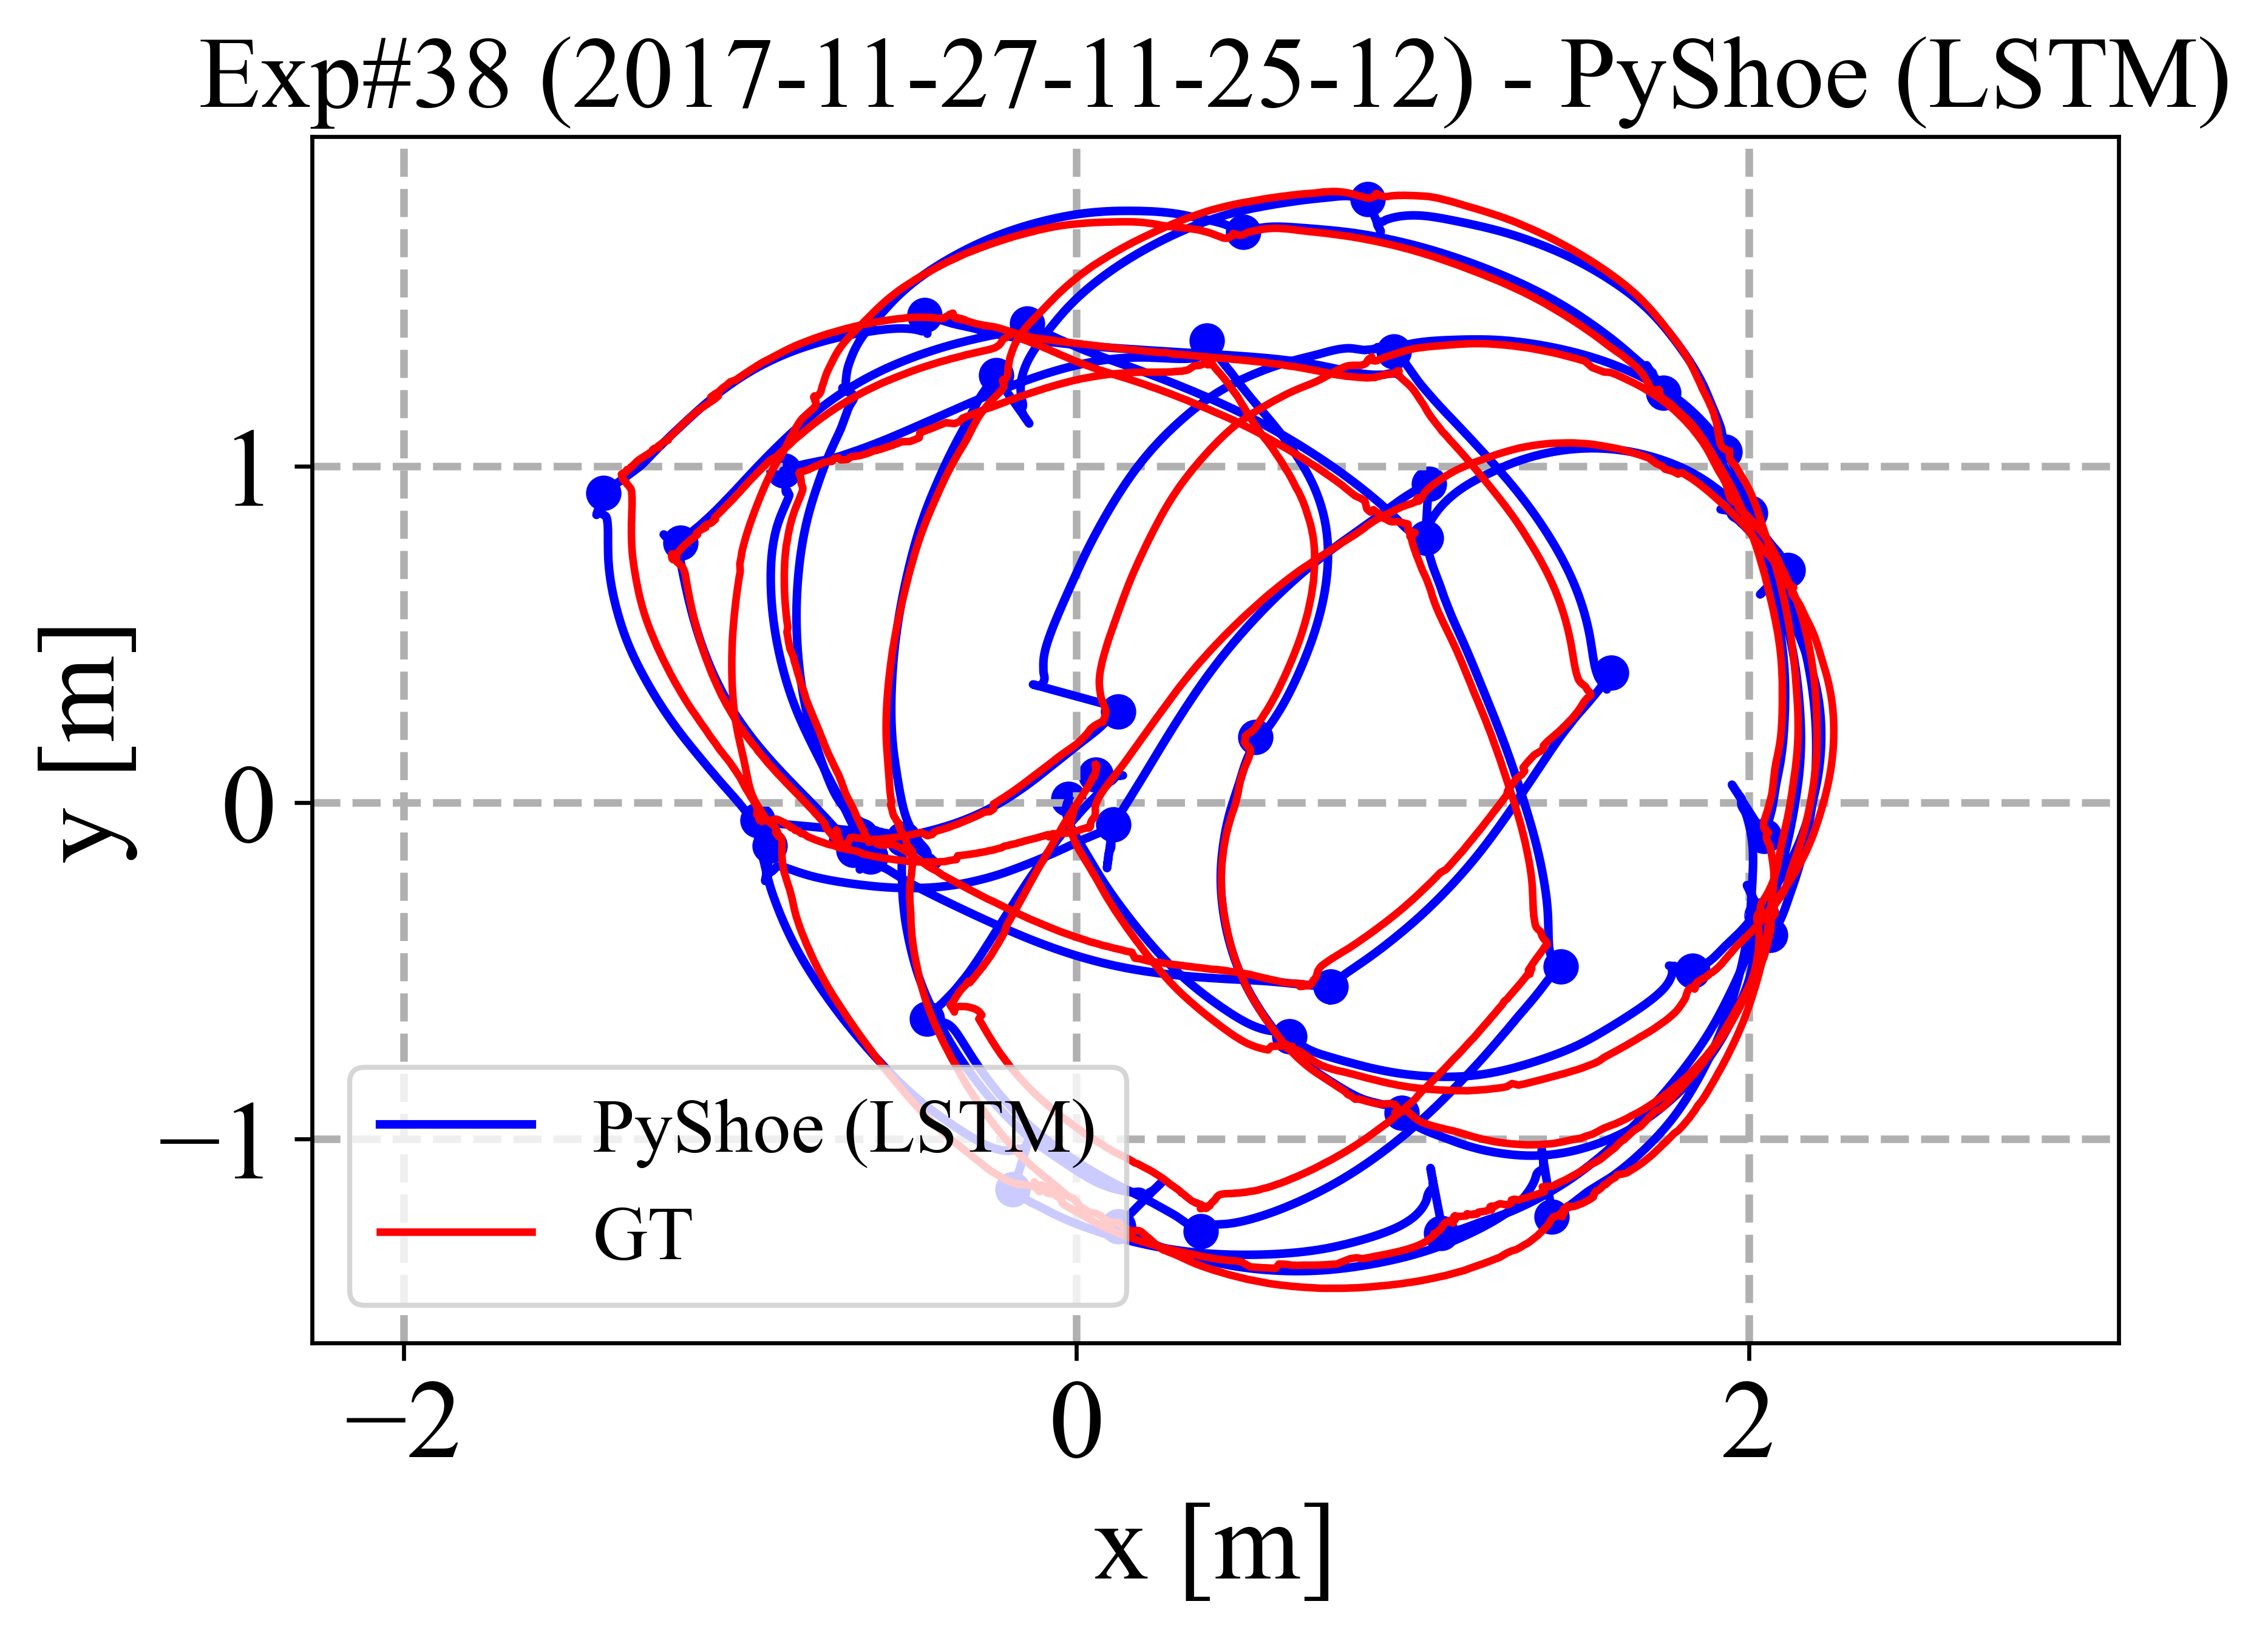 Exp#38 (2017-11-27-11-25-12) - PyShoe (LSTM)
y [m]
1
0
−1
PyShoe (LSTM)
GT
−2
0
2
x [m]